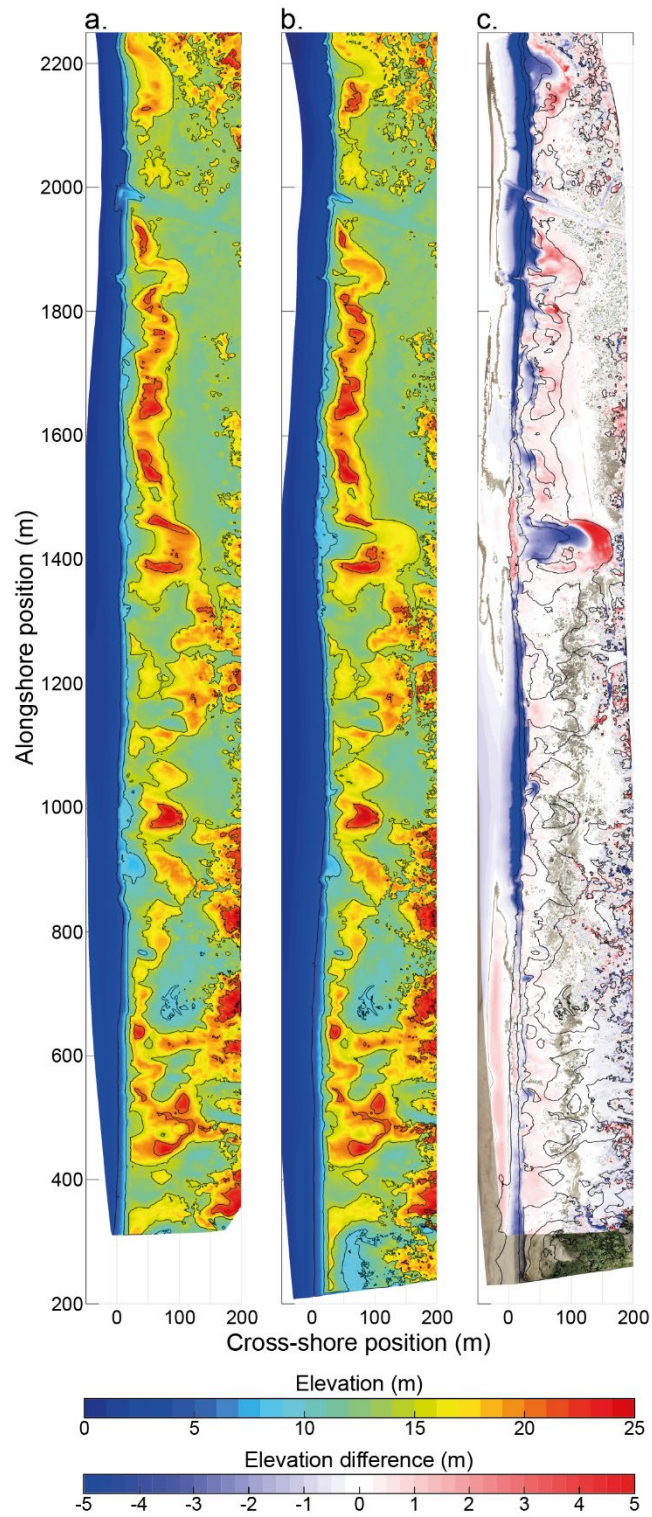 a. b. c.
2200
2000
1800
1600
1400
1200
1000
800
600
400
200
Alongshore position (m)
0 100 200 0 100 200 0 100 200
Cross-shore position (m)
Elevation (m)
0 5 10 15 20 25
Elevation difference (m)
-5 -4 -3 -2 -1 0 1 2 3 4 5